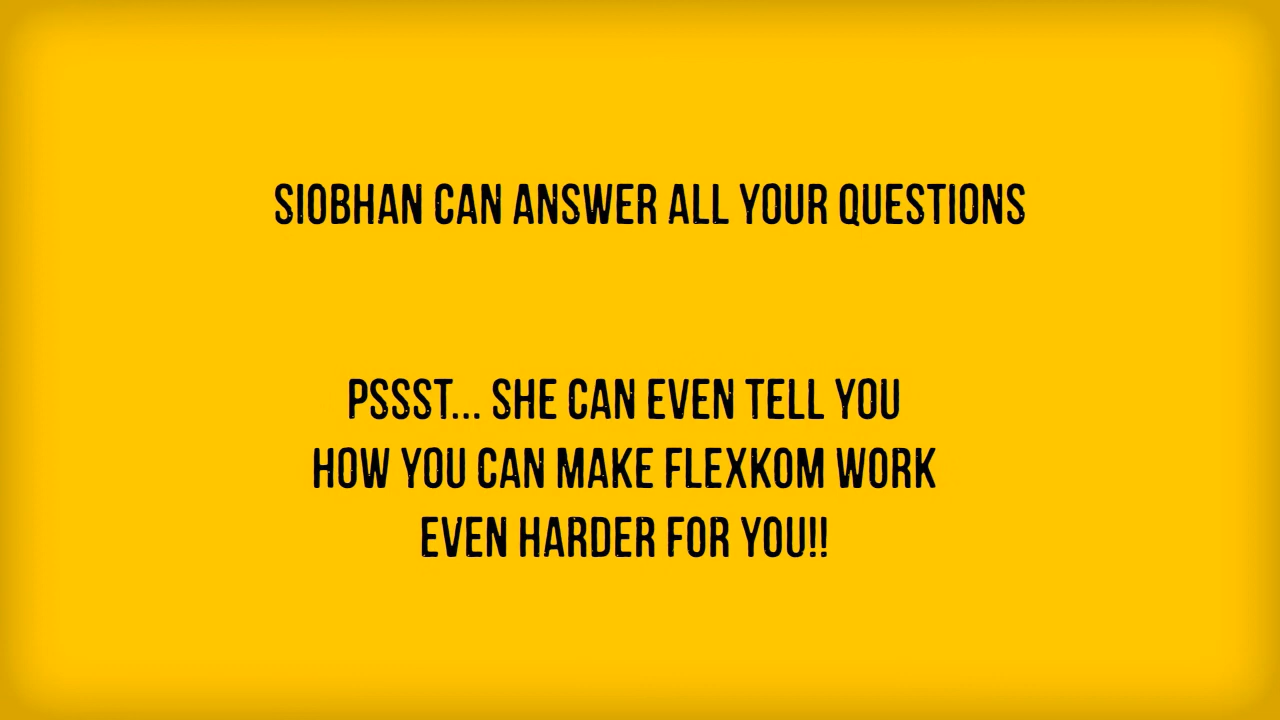 SIOBHAN CAN ANSWER ALL YOUR QUESTIONS
PSSST... SHE CAN EVEN TELL YOU
HOW YOU CAN MAKE FLEXKOM WORK
EVEN HARDER FOR YOU!!